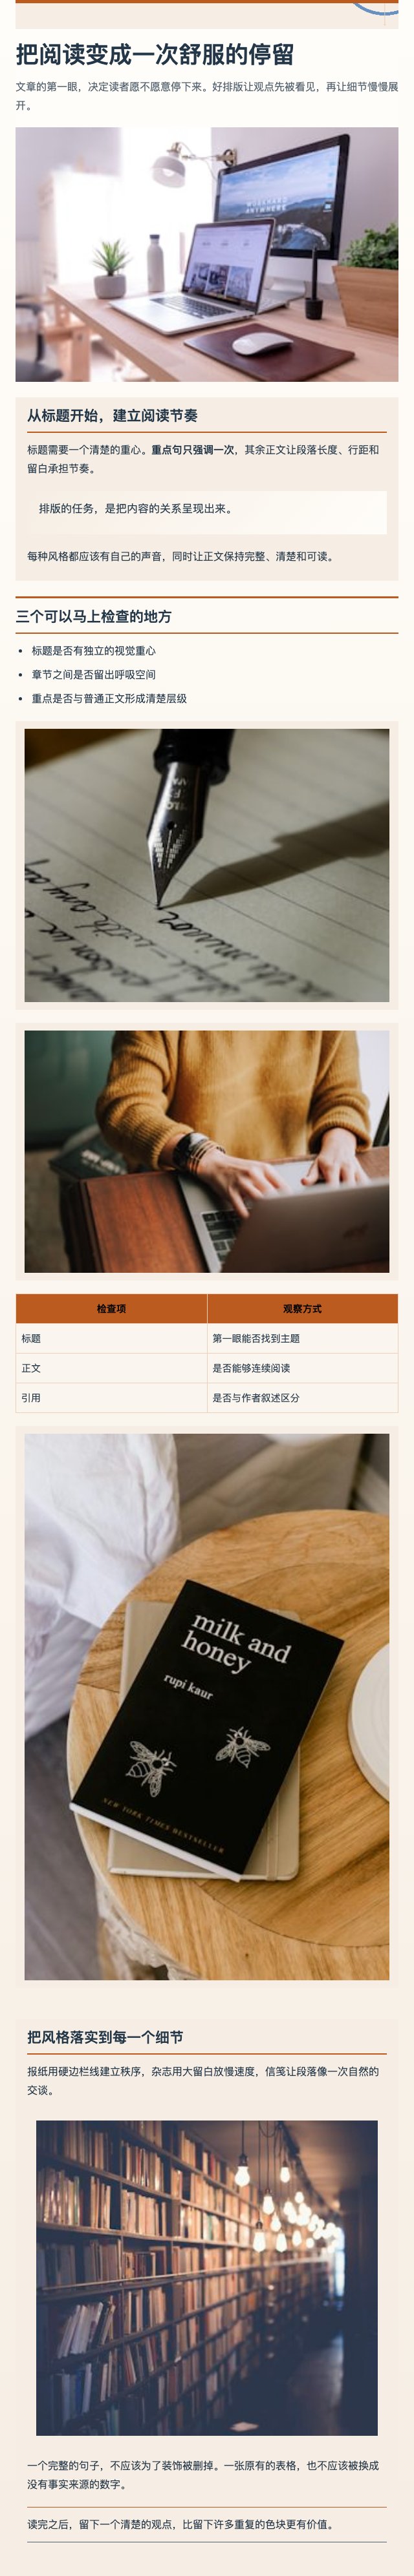 把阅读变成一次舒服的停留
文章的第一眼，决定读者愿不愿意停下来。好排版让观点先被看见，再让细节慢慢展
开。
WORKHARD
ANYWHERE
从标题开始，建立阅读节奏
标题需要一个清楚的重心。重点句只强调一次，其余正文让段落长度、行距和
留白承担节奏。
排版的任务，是把内容的关系呈现出来。
每种风格都应该有自己的声音，同时让正文保持完整、清楚和可读。
三个可以马上检查的地方
标题是否有独立的视觉重心
章节之间是否留出呼吸空间
重点是否与普通正文形成清楚层级
检查项 观察方式
标题 第一眼能否找到主题
正文 是否能够连续阅读
引用 是否与作者叙述区分
milk and
honey
rupi kaur
NEW YORK TIMES BESTSELLER
把风格落实到每一个细节
报纸用硬边栏线建立秩序，杂志用大留白放慢速度，信笺让段落像一次自然的
交谈。
一个完整的句子，不应该为了装饰被删掉。一张原有的表格，也不应该被换成
没有事实来源的数字。
读完之后，留下一个清楚的观点，比留下许多重复的色块更有价值。